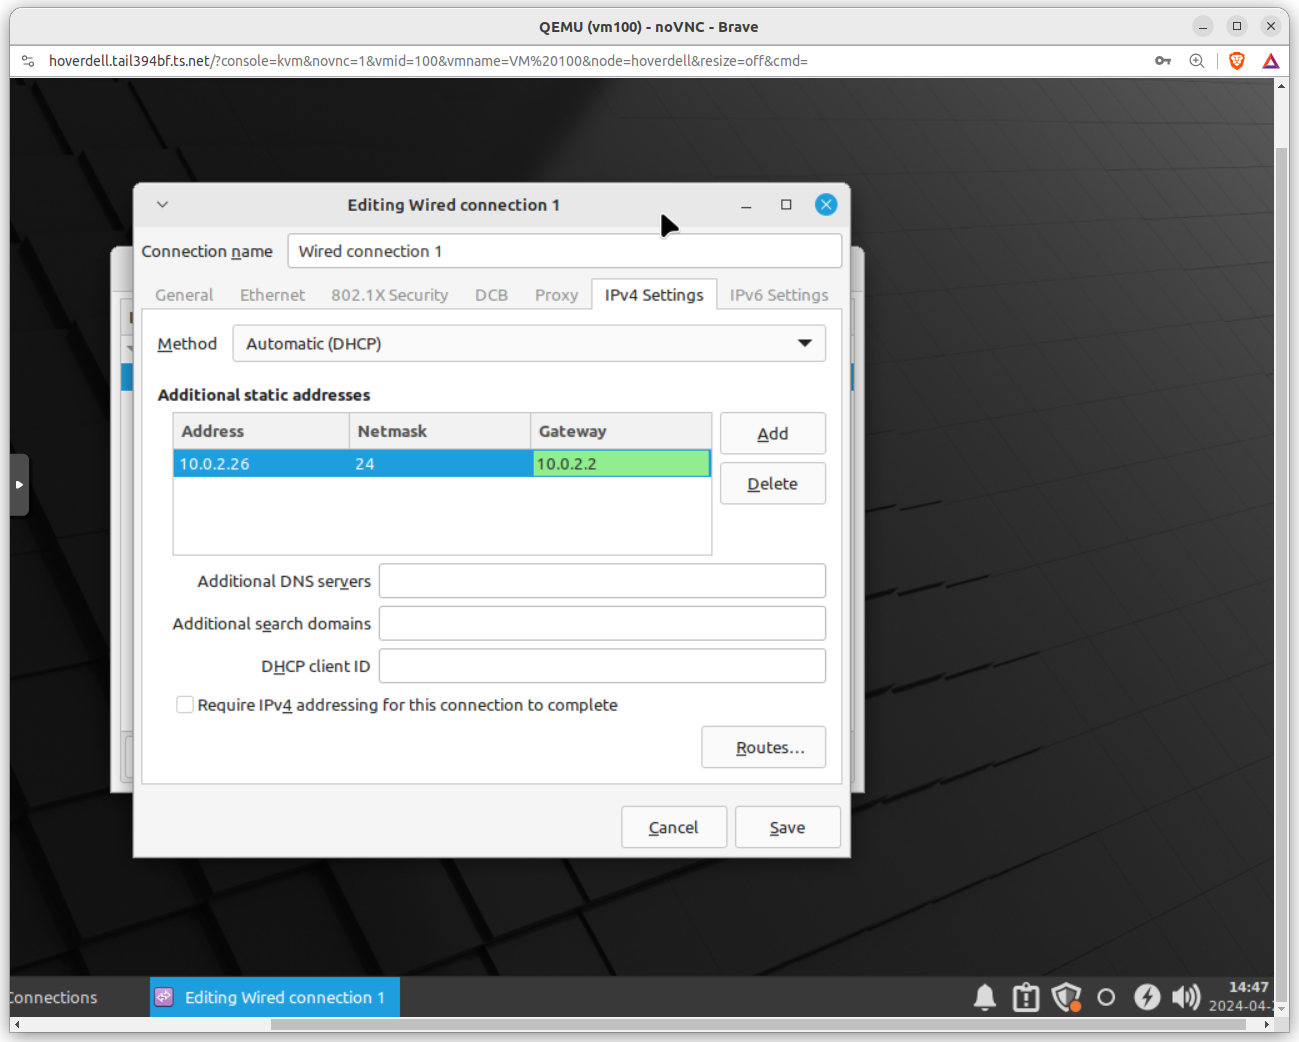 QEMU (vm100) - noVNC - Brave
hoverdell.tail394bf.ts.net/?console=kvm&novnc=1&vmid=100&vmname=VM%20100&node=hoverdell&resize=off&cmd=
Editing Wired connection 1
Connection name Wired connection 1
General Ethernet 802.1X Security DCB Proxy IPv4 Settings IPv6 Settings
Method Automatic (DHCP)
Additional static addresses
Address Netmask Gateway Add
10.0.2.26 24 10.0.2.2
Delete
Additional DNS servers
Additional search domains
DHCP client ID
Require IPv4 addressing for this connection to complete
Routes...
Cancel Save
Connections Editing Wired connection 1 14:47
2024-04-